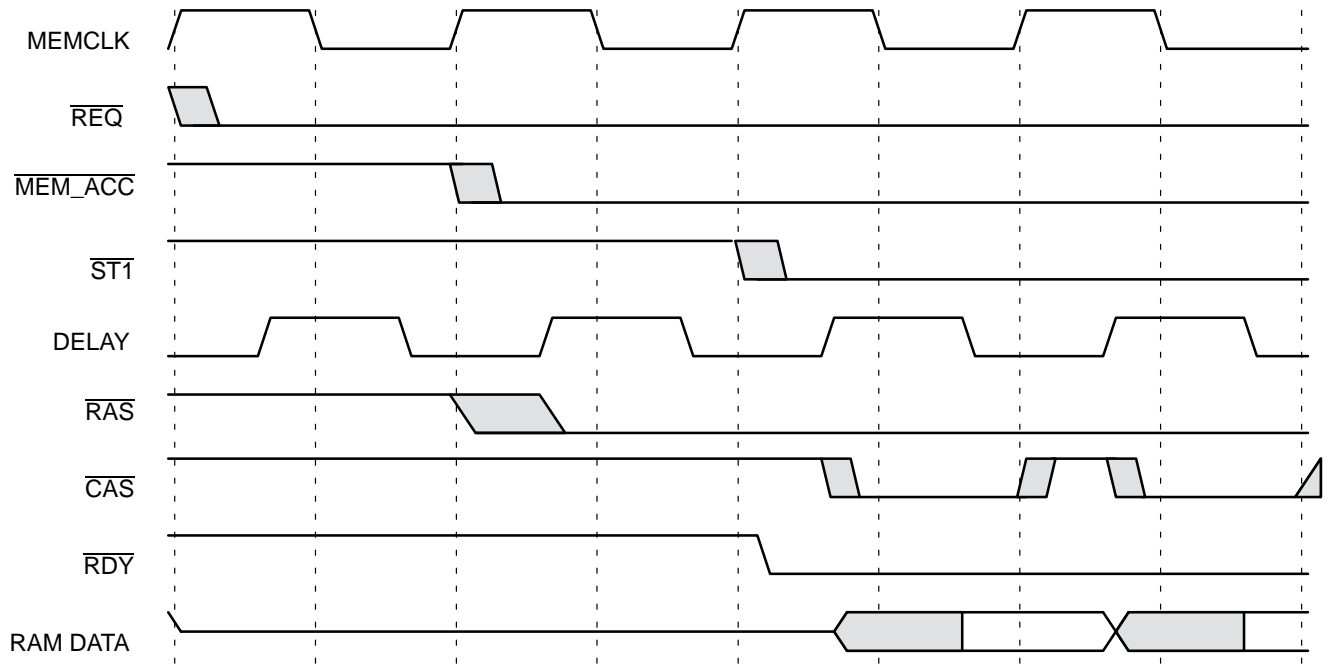 MEMCLK
REQ
MEM_ACC
ST1
DELAY
RAS
CAS
RDY
RAM DATA